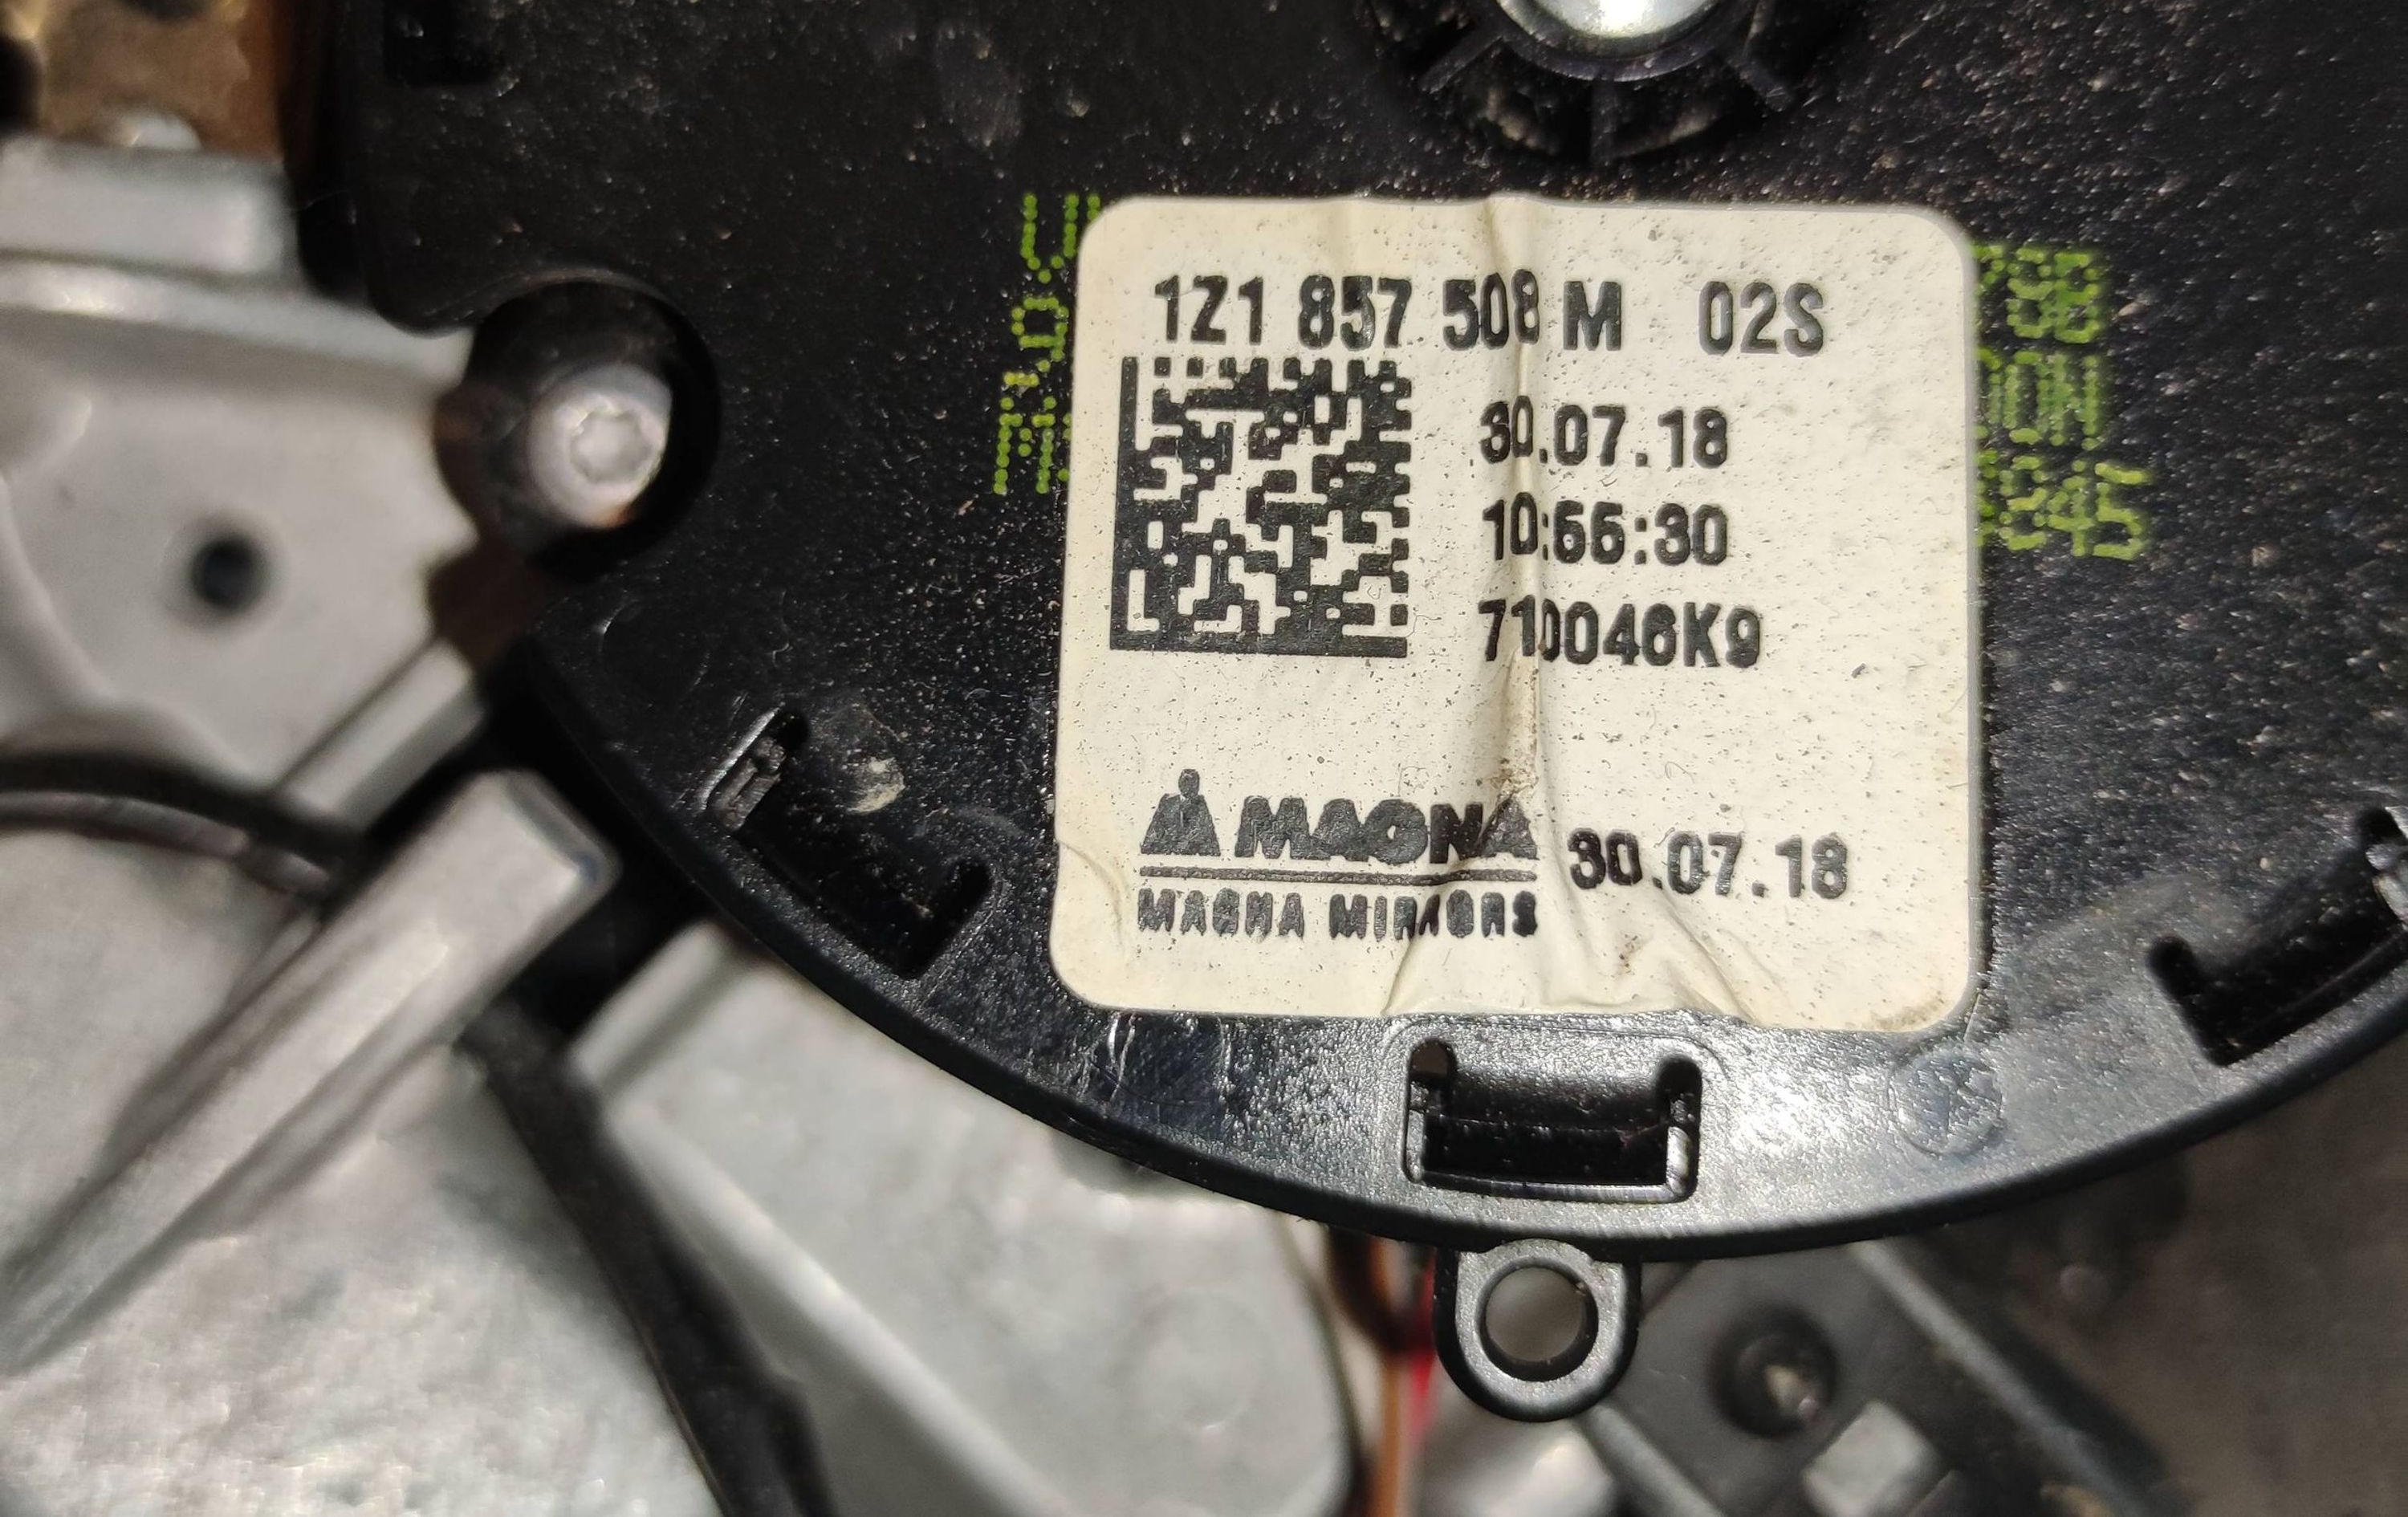 1Z1 857 508 M 02S
30.07.18
10:55:30
710046K9
MAGNA 30.07.18
MAGNA MIRRORS